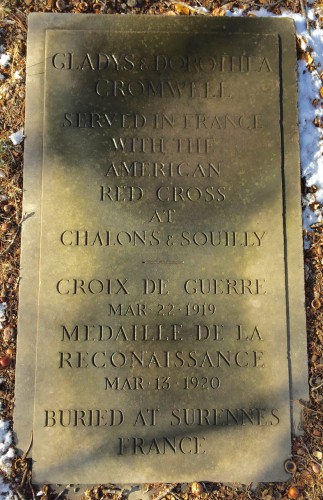 GLADYS & DOROTHEA
CROMWELL
SERVED IN FRANCE
WITH THE
AMERICAN
RED CROSS
AT
CHALONS & SOUILLY
CROIX DE GUERRE
MAR·22·1919
MEDAILLE DE LA
RECONAISSANCE
MAR·13·1920
BURIED AT SURENNES
FRANCE